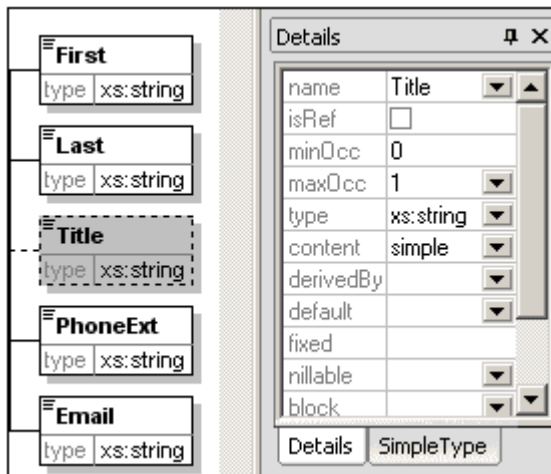 First
type xs:string
Last
type xs:string
Title
type xs:string
PhoneExt
type xs:string
Email
type xs:string
Details
name Title
isRef
minOcc 0
maxOcc 1
type xs:string
content simple
derivedBy
default
fixed
nillable
block
Details SimpleType